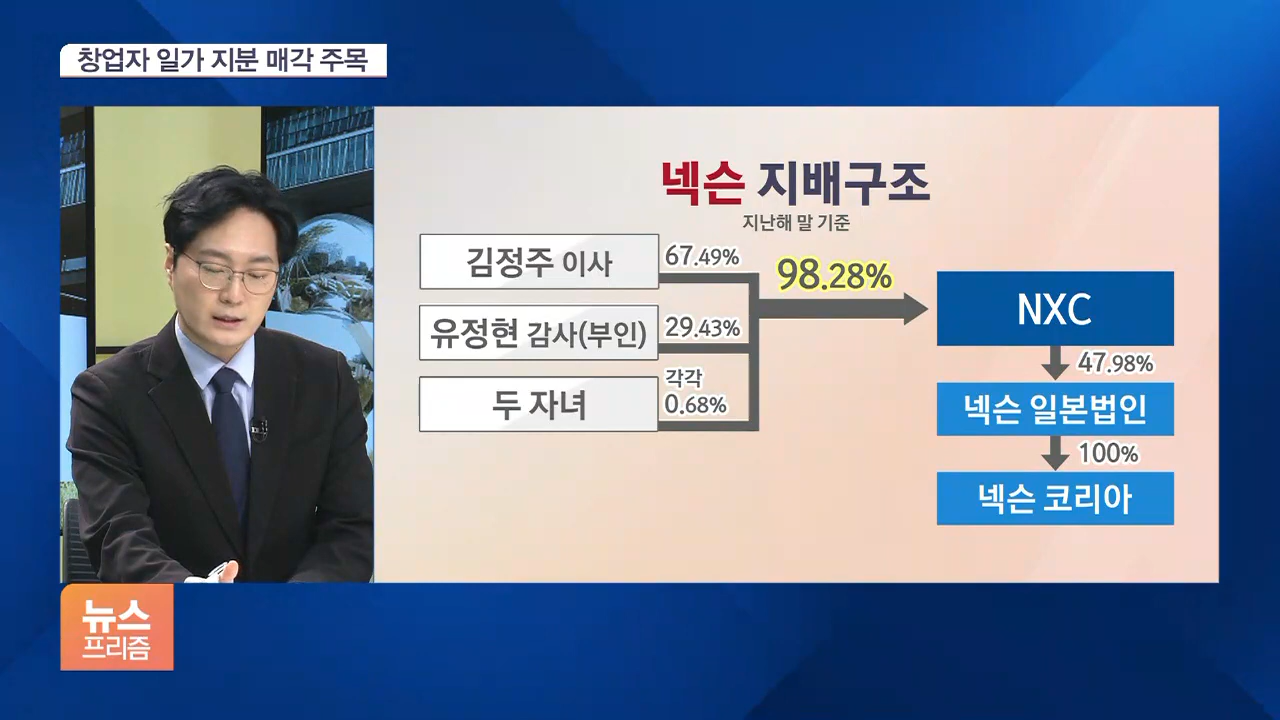 창업자 일가 지분 매각 주목
넥슨 지배구조
지난해 말 기준
김정주 이사
67.49%
유정현 감사(부인)
29.43%
두 자녀
각각
0.68%
98.28%
NXC
47.98%
넥슨 일본법인
100%
넥슨 코리아
뉴스
프리즘